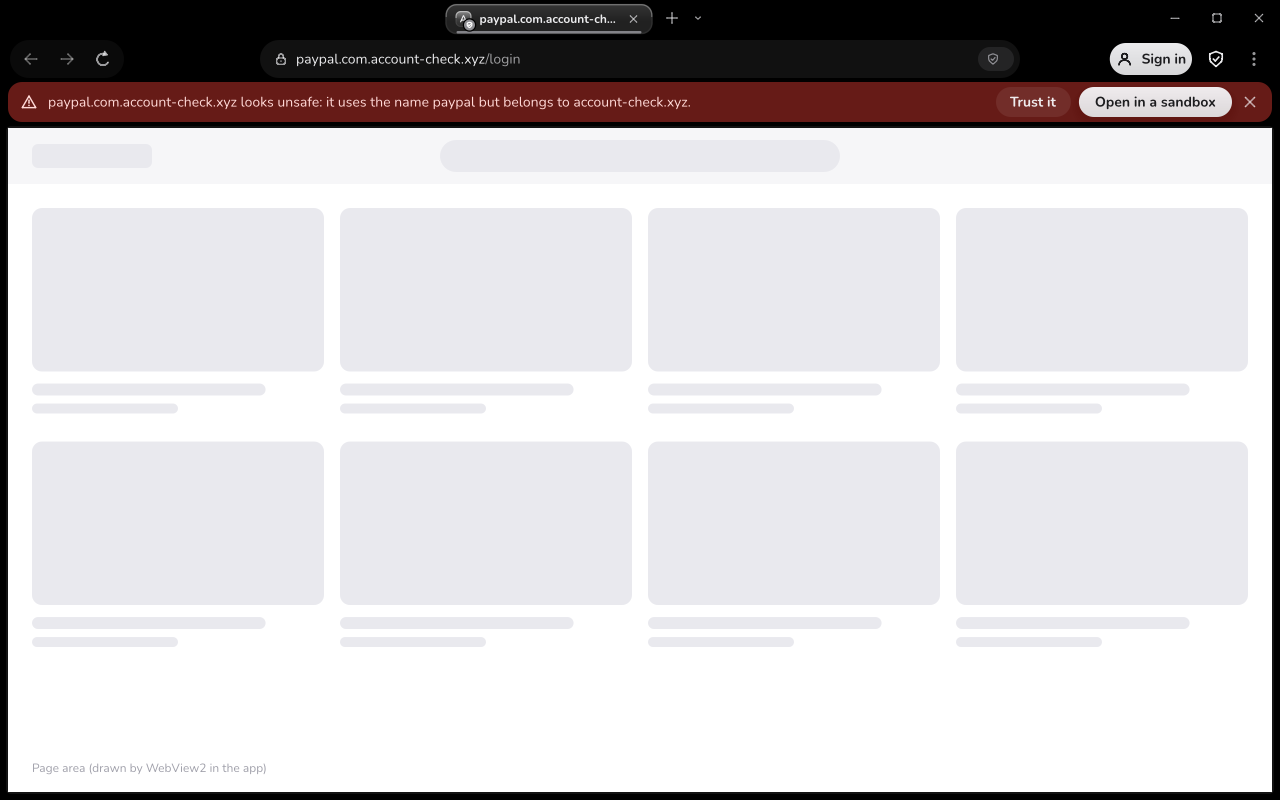 paypal.com.account-ch...
paypal.com.account-check.xyz/login
Sign in
paypal.com.account-check.xyz looks unsafe: it uses the name paypal but belongs to account-check.xyz.
Trust it
Open in a sandbox
Page area (drawn by WebView2 in the app)